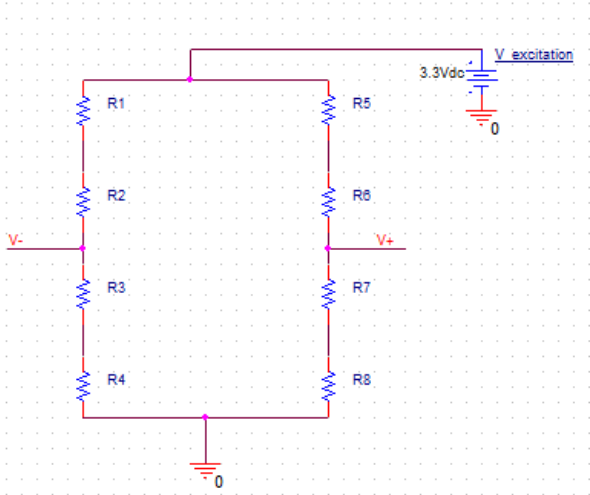 V_excitation
3.3Vdc
0
R1
R5
R2
R6
V-
V+
R3
R7
R4
R8
0